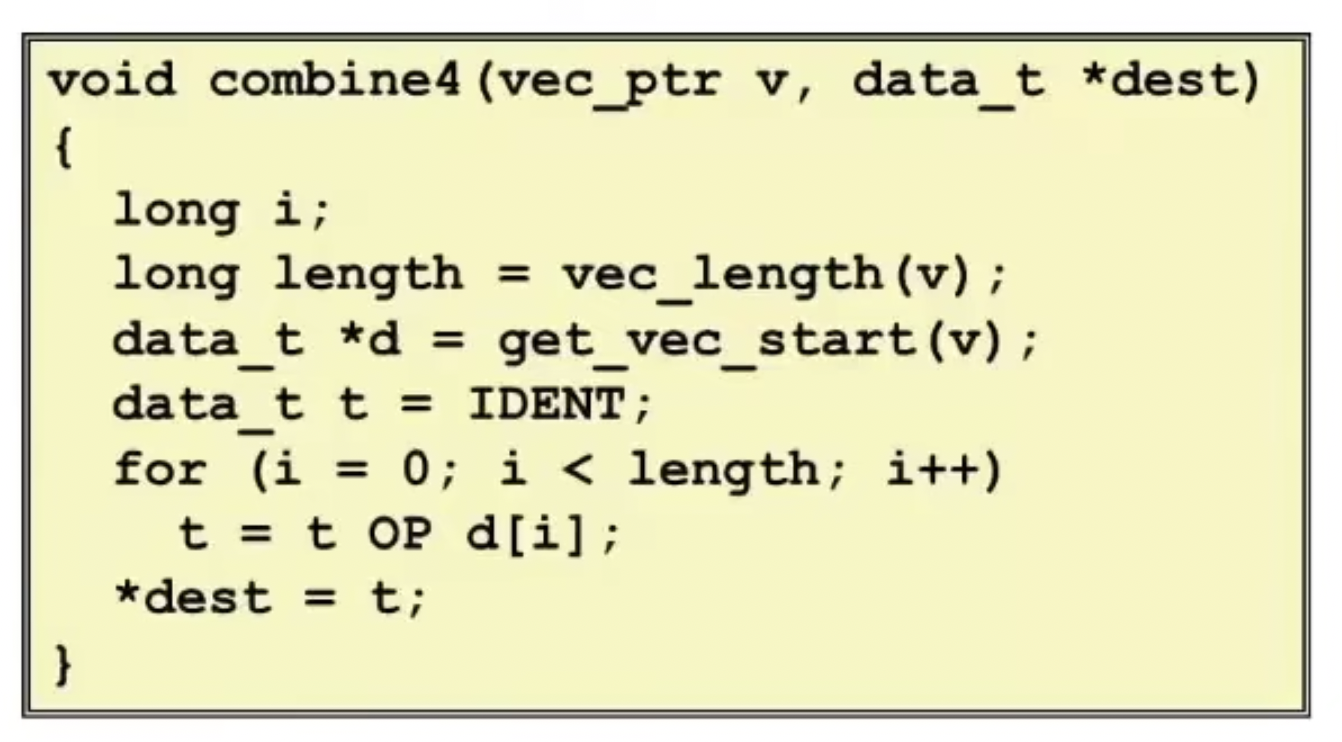 void combine4(vec_ptr v, data_t *dest)
{
  long i;
  long length = vec_length(v);
  data_t *d = get_vec_start(v);
  data_t t = IDENT;
  for (i = 0; i < length; i++)
    t = t OP d[i];
  *dest = t;
}